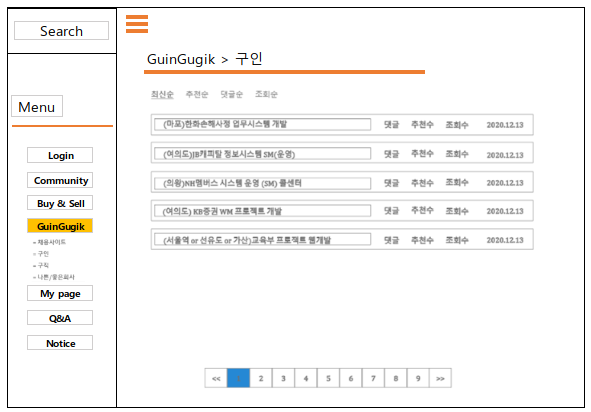 Search
GuinGugik > 구인
최신순 추천순 댓글순 조회순
Menu
(마포)한화손해사정 업무시스템 개발 댓글 추천수 조회수 2020.12.13
(여의도)JB캐피탈 정보시스템 SM(운영) 댓글 추천수 조회수 2020.12.13
(의왕)NH멤버스 시스템 운영 (SM) 콜센터 댓글 추천수 조회수 2020.12.13
(여의도) KB증권 WM 프로젝트 개발 댓글 추천수 조회수 2020.12.13
(서울역 or 선유도 or 가산)교육부 프로젝트 웹개발 댓글 추천수 조회수 2020.12.13
Login
Community
Buy & Sell
GuinGugik
- 채용사이트
> 구인
- 구직
- 나쁜/좋은회사
My page
Q&A
Notice
<< 1 2 3 4 5 6 7 8 9 >>